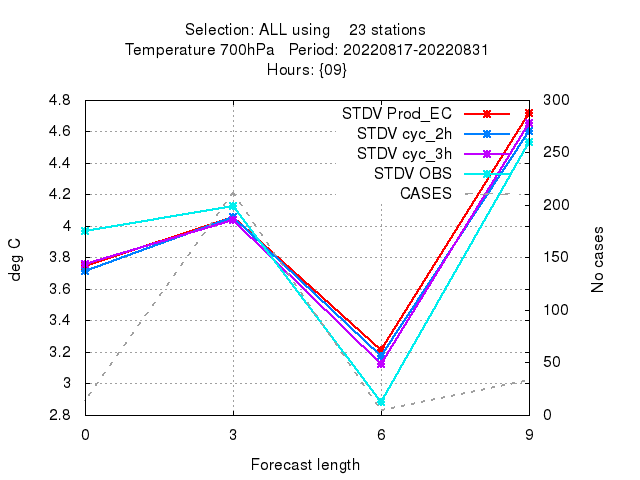 Selection: ALL using 23 stations
Temperature 700hPa Period: 20220817-20220831
Hours: {09}
4.8
4.6
4.4
4.2
4
3.8
3.6
3.4
3.2
3
2.8
deg C
STDV Prod_EC
STDV cyc_2h
STDV cyc_3h
STDV OBS
CASES
300
250
200
150
100
50
0
No cases
0 3 6 9
Forecast length